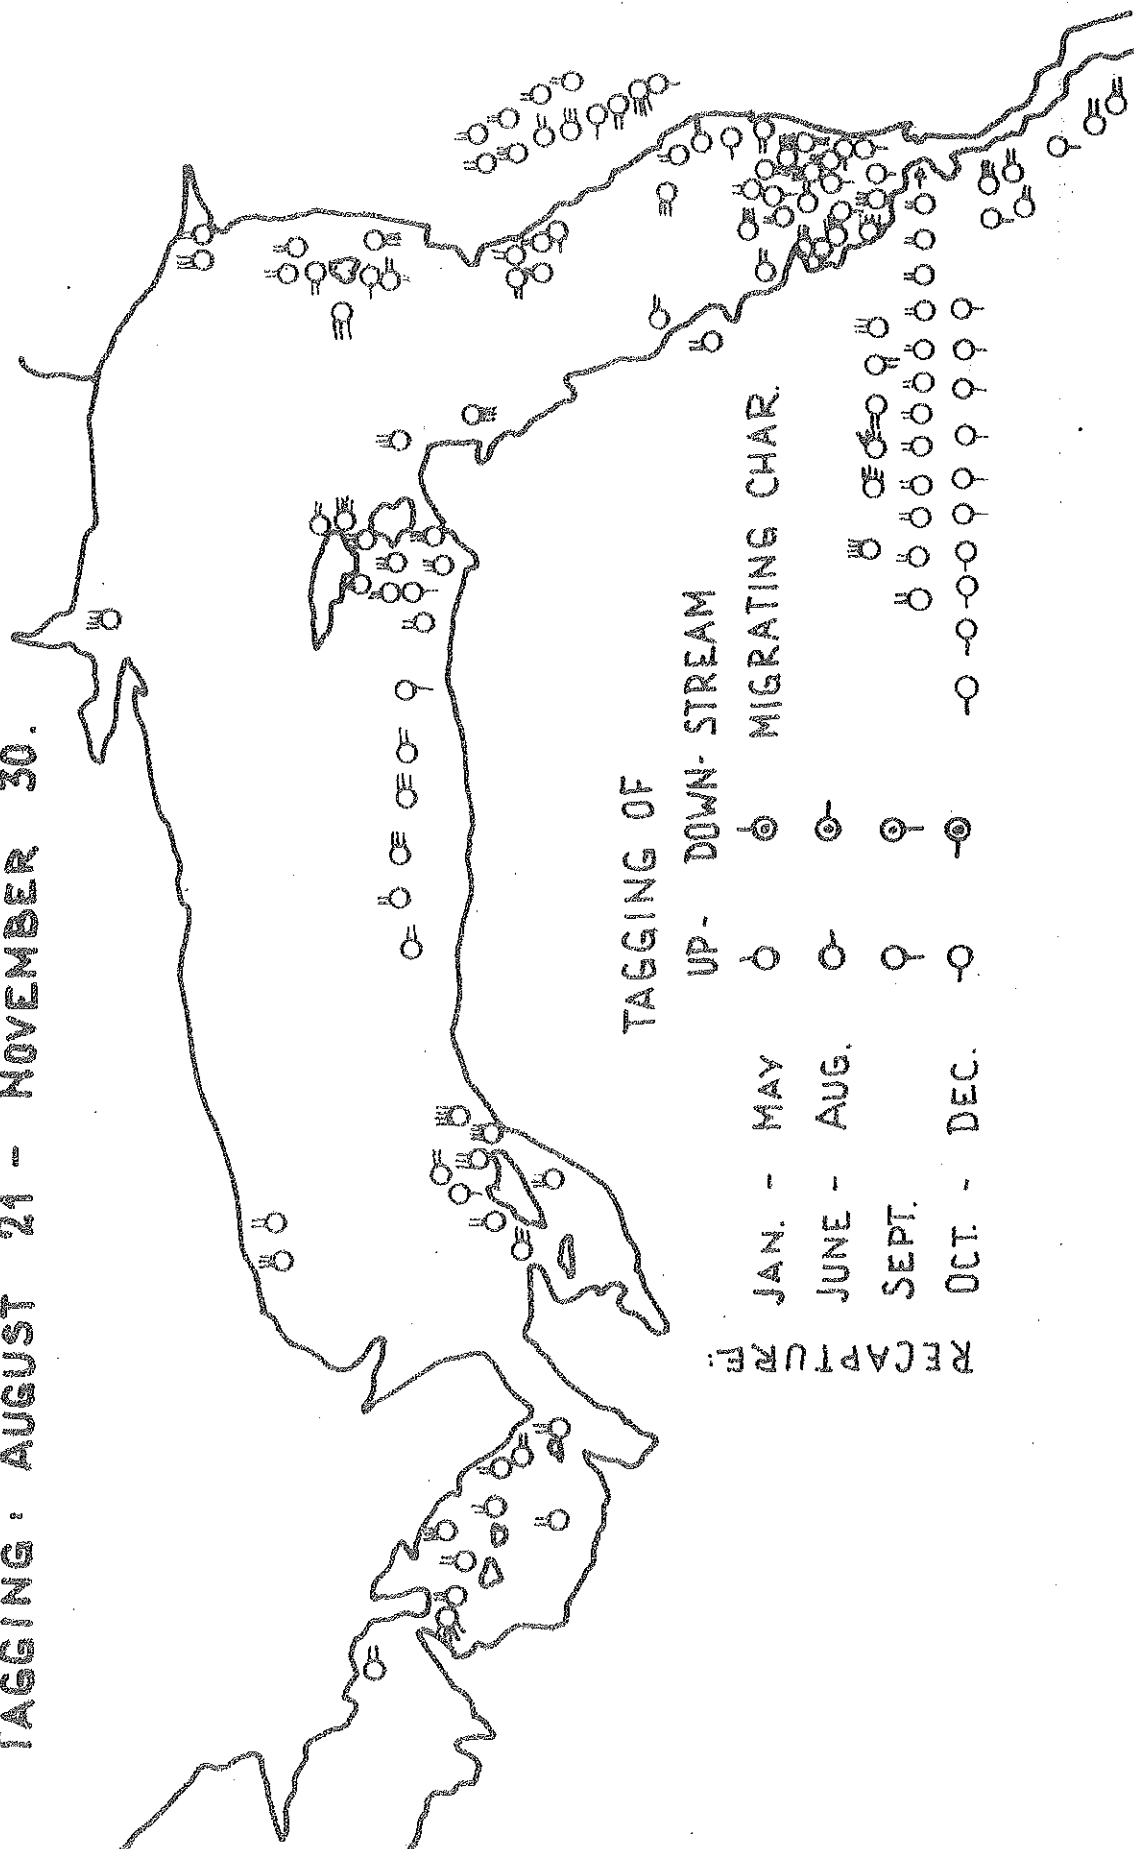 TAGGING : AUGUST '21 - NOVEMBER 30.
TAGGING OF
UP- DOWN- STREAM
MIGRATING CHAR.
RECAPTURE:
JAN. - MAY
JUNE - AUG.
SEPT.
OCT. - DEC.